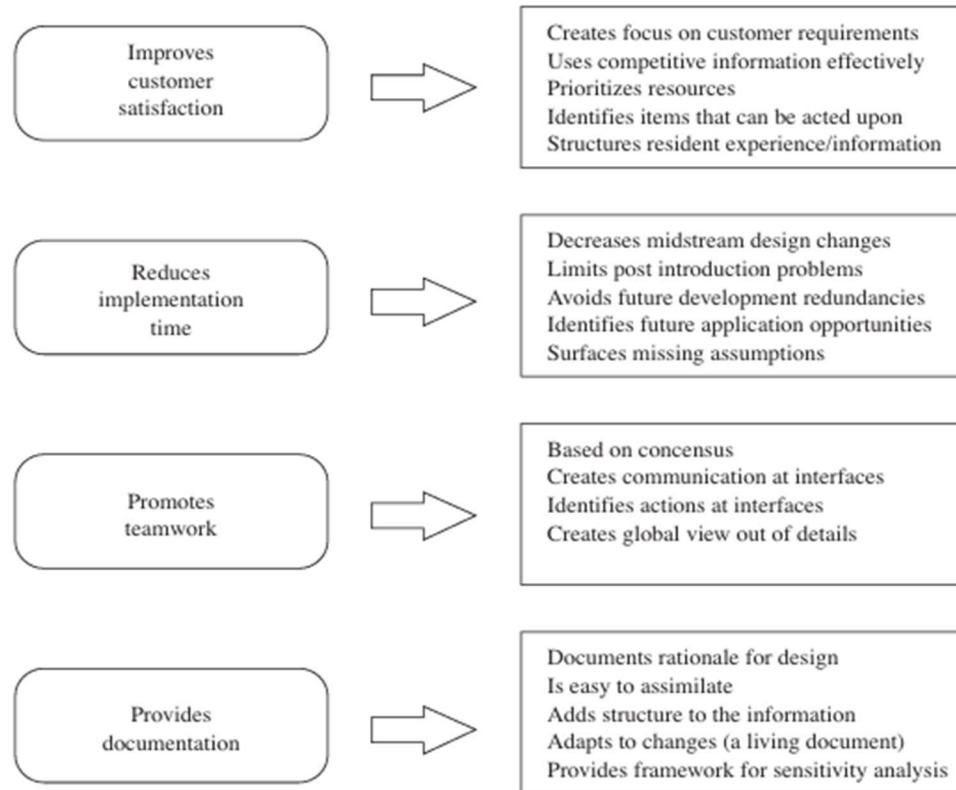 Improves
customer
satisfaction
Creates focus on customer requirements
Uses competitive information effectively
Prioritizes resources
Identifies items that can be acted upon
Structures resident experience/information
Reduces
implementation
time
Decreases midstream design changes
Limits post introduction problems
Avoids future development redundancies
Identifies future application opportunities
Surfaces missing assumptions
Promotes
teamwork
Based on concensus
Creates communication at interfaces
Identifies actions at interfaces
Creates global view out of details
Provides
documentation
Documents rationale for design
Is easy to assimilate
Adds structure to the information
Adapts to changes (a living document)
Provides framework for sensitivity analysis